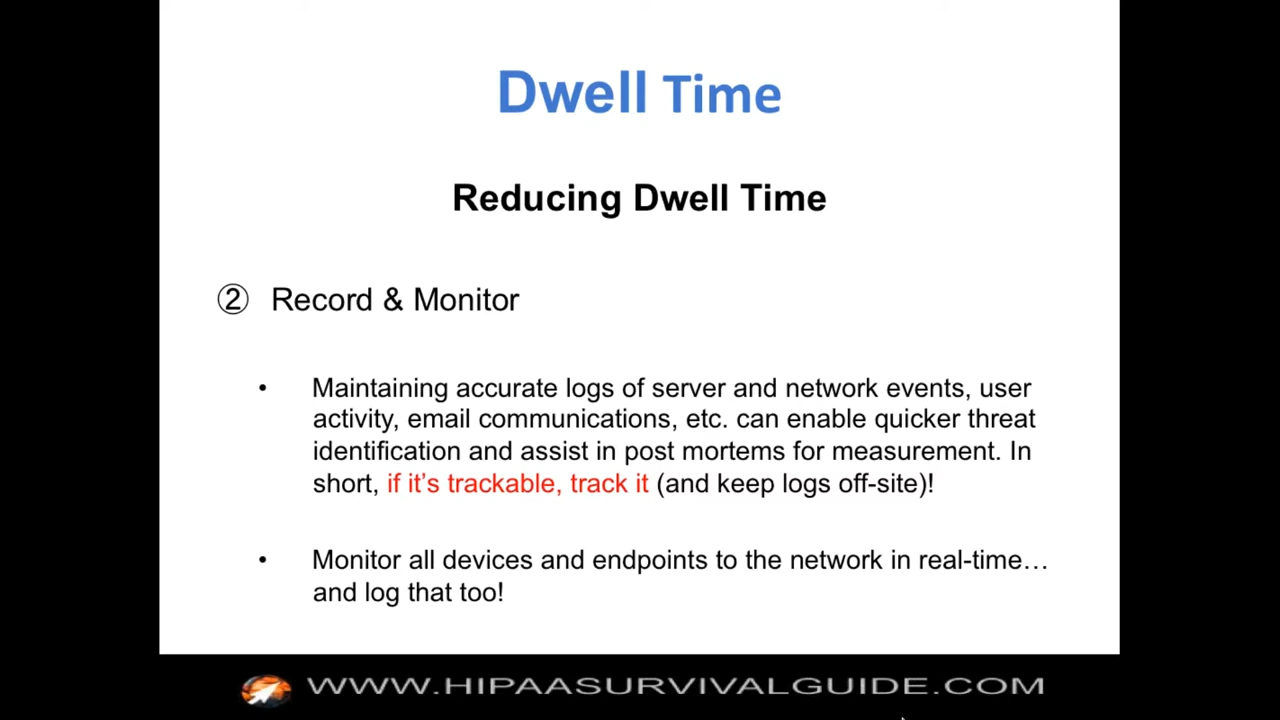 Dwell Time
Reducing Dwell Time
② Record & Monitor
• Maintaining accurate logs of server and network events, user
activity, email communications, etc. can enable quicker threat
identification and assist in post mortems for measurement. In
short, if it’s trackable, track it (and keep logs off-site)!
• Monitor all devices and endpoints to the network in real-time…
and log that too!
WWW.HIPAASURVIVALGUIDE.COM